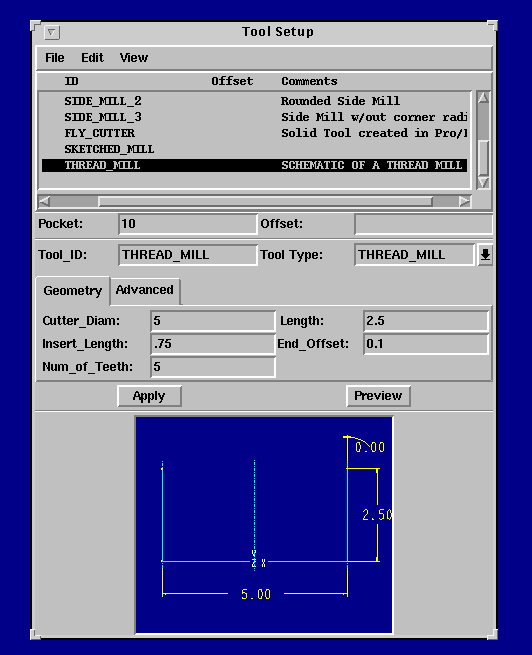 Tool Setup
File Edit View
ID Offset Comments
SIDE_MILL_2 Rounded Side Mill
SIDE_MILL_3 Side Mill w/out corner radi
FLY_CUTTER Solid Tool created in Pro/
SKETCHED_MILL
THREAD_MILL SCHEMATIC OF A THREAD MILL
Pocket: 10 Offset:
Tool_ID: THREAD_MILL Tool Type: THREAD_MILL
Geometry Advanced
Cutter_Diam: 5 Length: 2.5
Insert_Length: .75 End_Offset: 0.1
Num_of_Teeth: 5
Apply Preview
0.00
2.50
Y
Z X
5.00